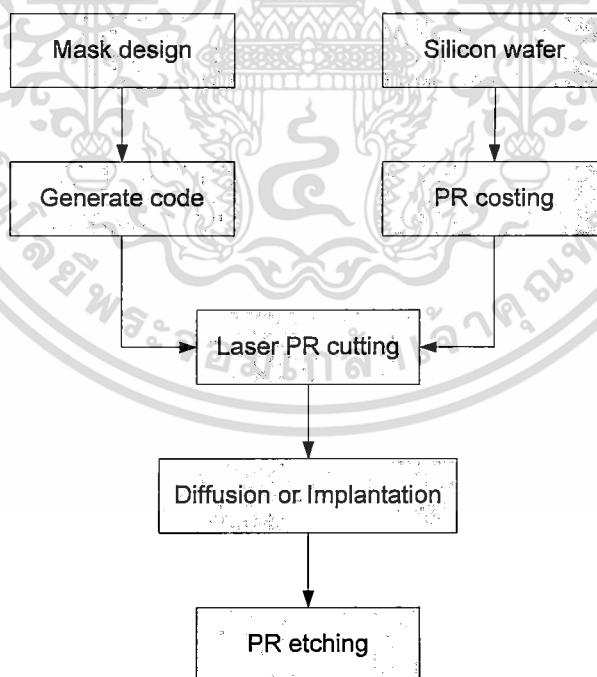 Mask design
Silicon wafer
Generate code
PR costing
Laser PR cutting
Diffusion or Implantation
PR etching